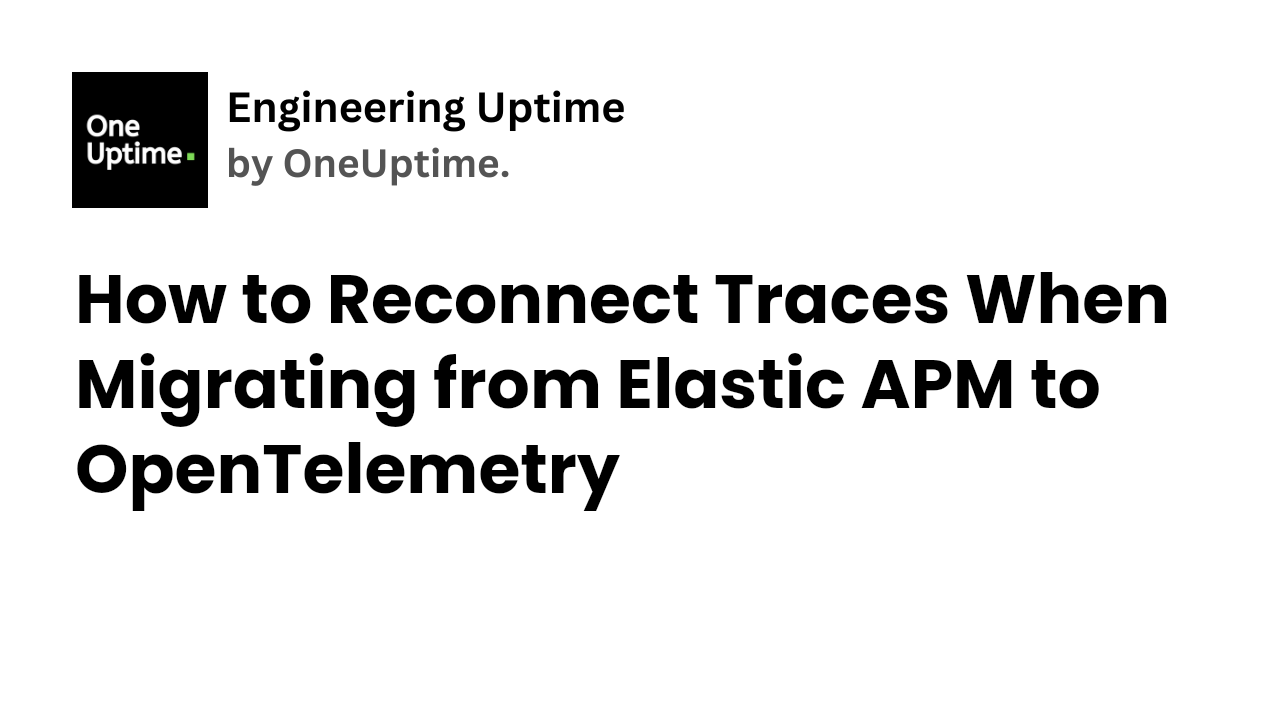 One
Uptime
Engineering Uptime
by OneUptime.
How to Reconnect Traces When
Migrating from Elastic APM to
OpenTelemetry